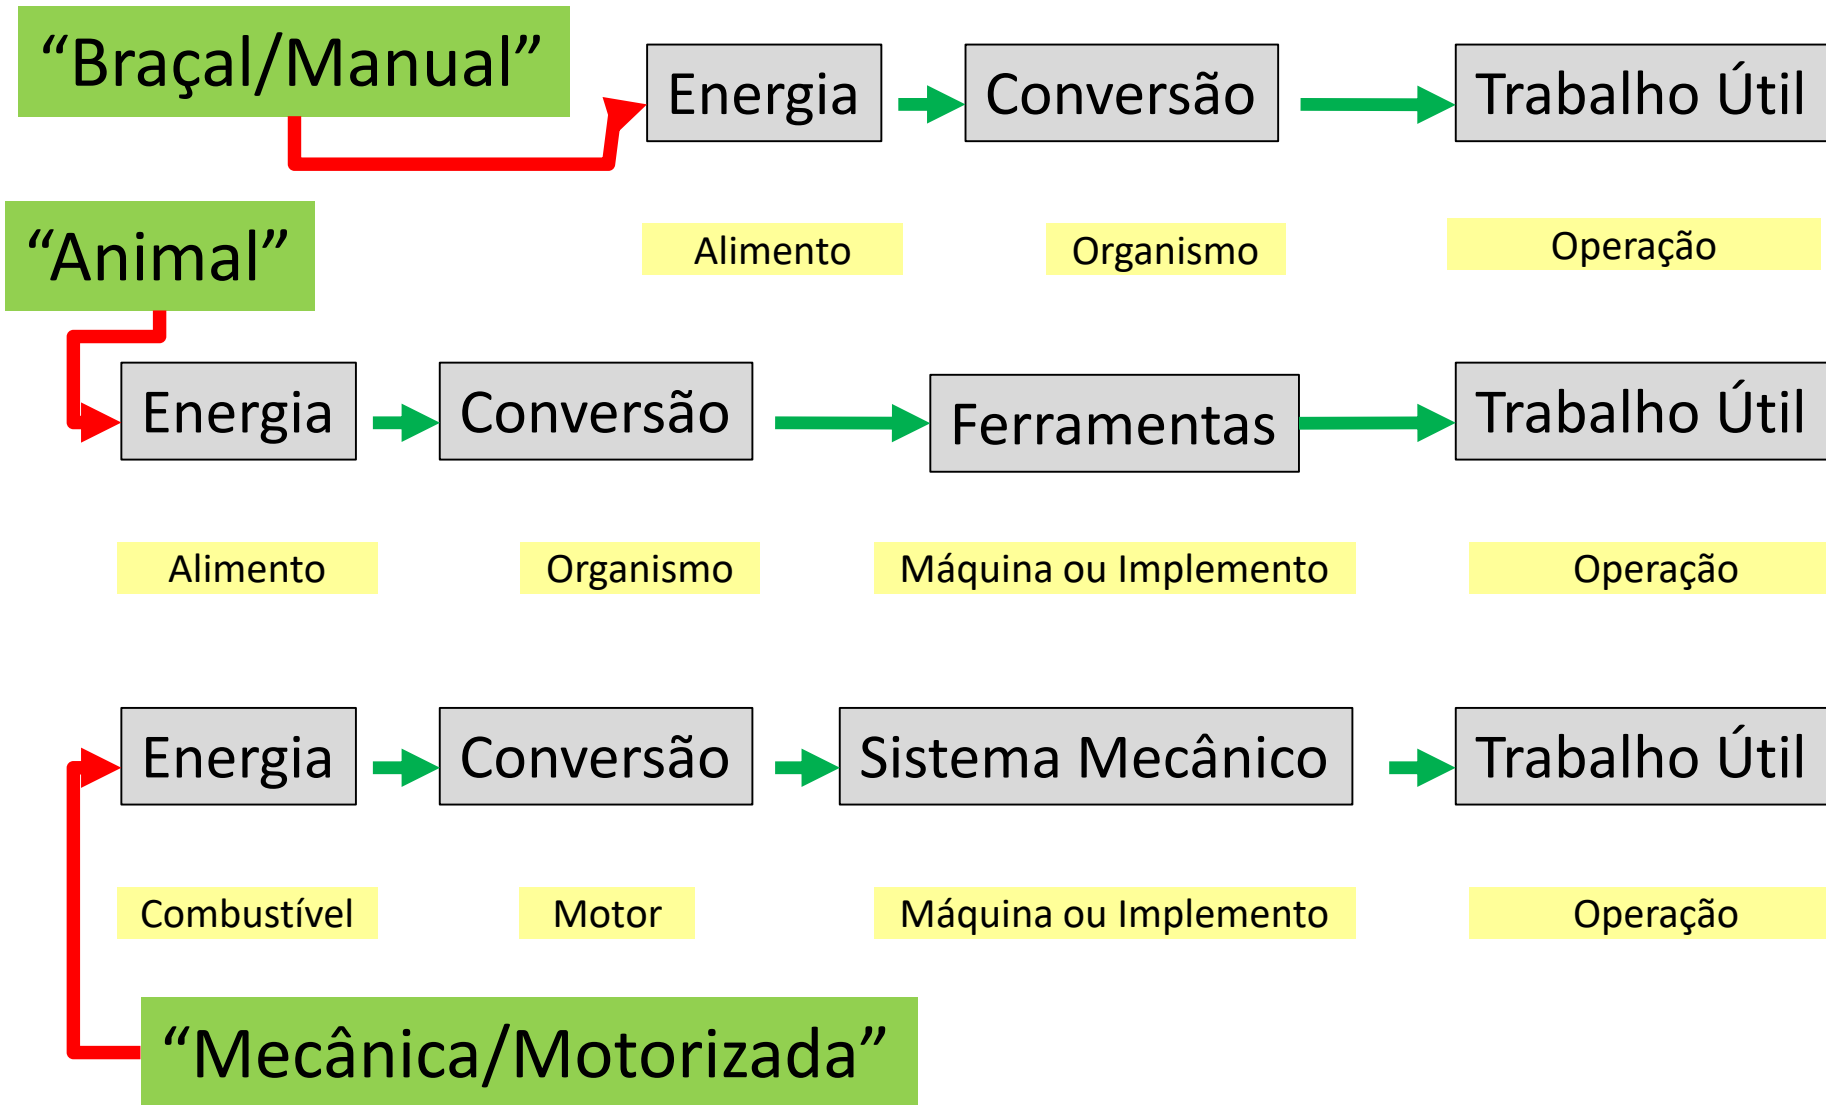 “Braçal/Manual”
Energia
Conversão
Trabalho Útil
Alimento
Organismo
Operação
“Animal”
Energia
Conversão
Ferramentas
Trabalho Útil
Alimento
Organismo
Máquina ou Implemento
Operação
Energia
Conversão
Sistema Mecânico
Trabalho Útil
Combustível
Motor
Máquina ou Implemento
Operação
“Mecânica/Motorizada”